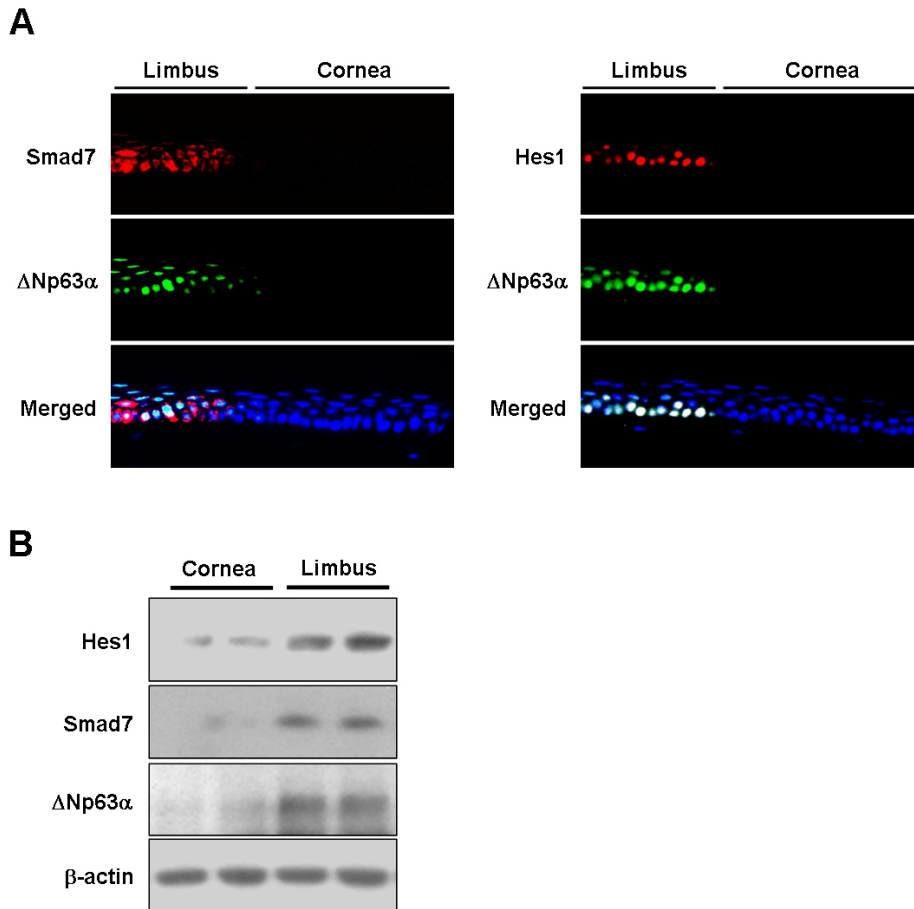 A
Limbus Cornea
Smad7
ΔNp63α
Merged
Limbus Cornea
Hes1
ΔNp63α
Merged
B
Cornea Limbus
Hes1
Smad7
ΔNp63α
β-actin